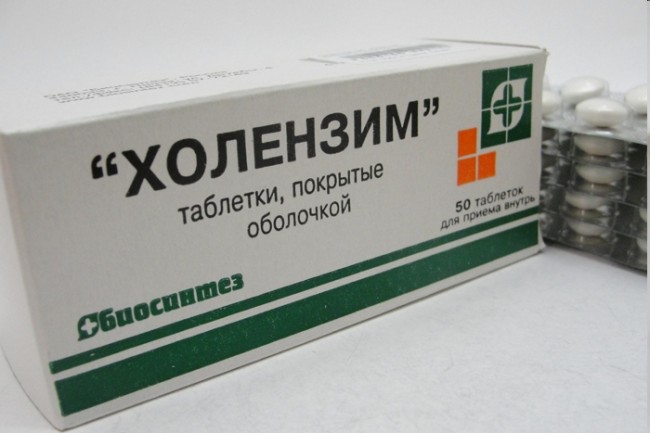 “ХОЛЕНЗИМ”
таблетки, покрытые
оболочкой
50 таблеток
для приема внутрь
биосинтез